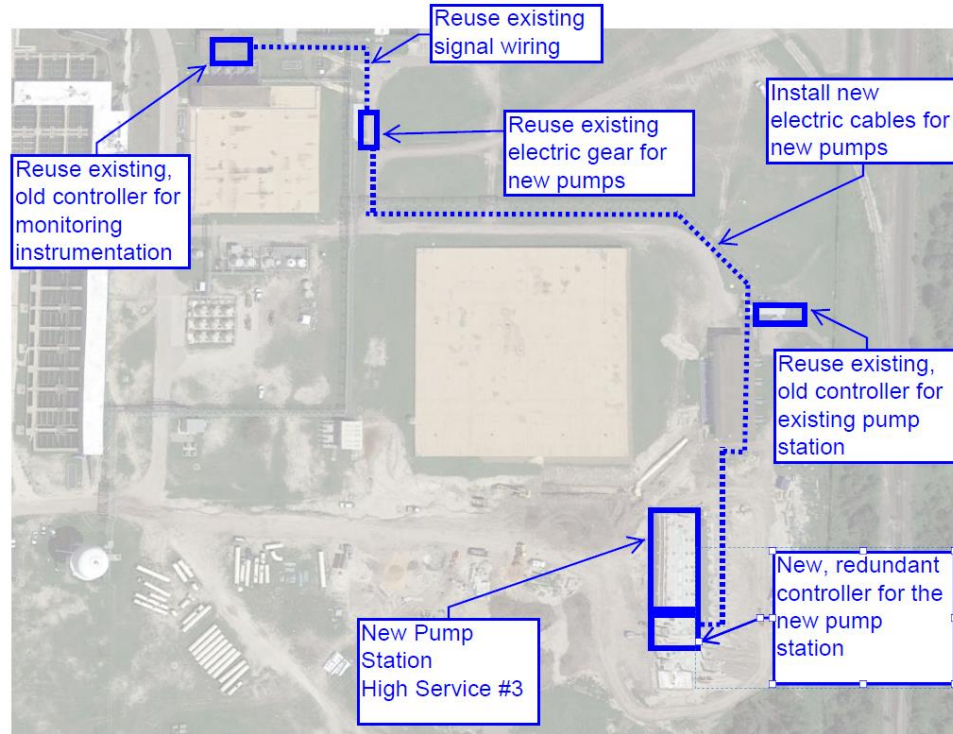 Reuse existing
signal wiring
Install new
electric cables for
new pumps
Reuse existing
electric gear for
new pumps
Reuse existing,
old controller for
monitoring
instrumentation
Reuse existing,
old controller for
existing pump
station
New, redundant
controller for the
new pump
station
New Pump
Station
High Service #3